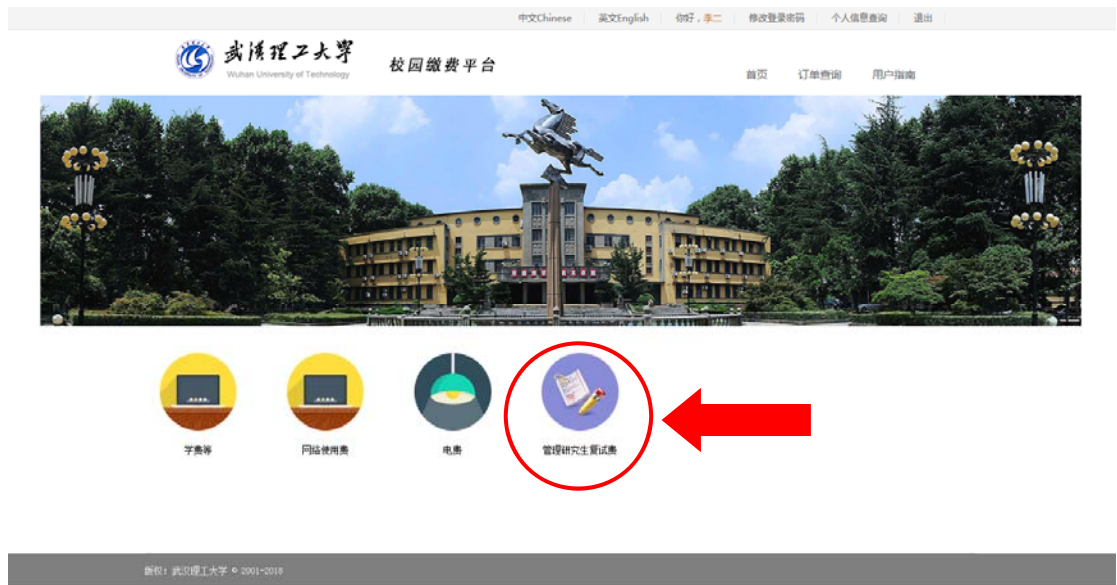 中文Chinese 英文English 你好，李二 修改登录密码 个人信息查询 退出
武汉理工大学
Wuhan University of Technology
校园缴费平台
首页 订单查询 用户指南
学费等 网络使用费 电费 管理研究生复试费
版权：武汉理工大学 © 2001-2018